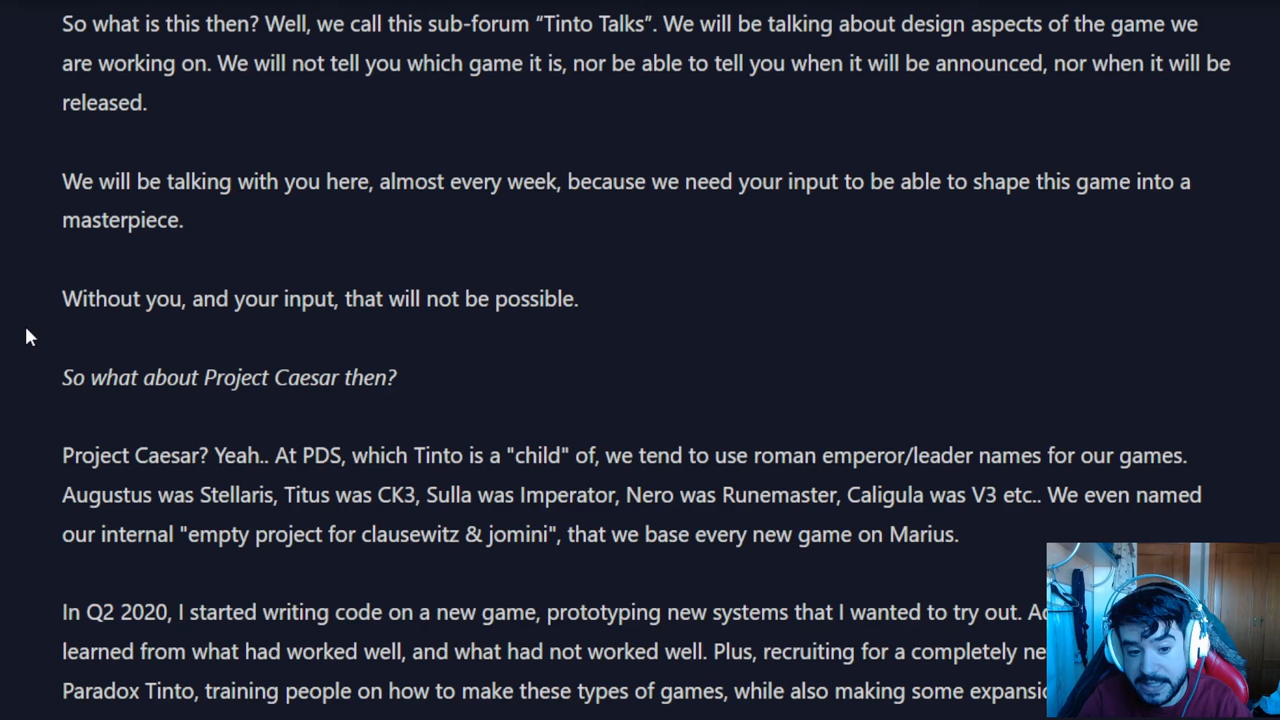 So what is this then? Well, we call this sub-forum “Tinto Talks”. We will be talking about design aspects of the game we
are working on. We will not tell you which game it is, nor be able to tell you when it will be announced, nor when it will be
released.
We will be talking with you here, almost every week, because we need your input to be able to shape this game into a
masterpiece.
Without you, and your input, that will not be possible.
So what about Project Caesar then?
Project Caesar? Yeah.. At PDS, which Tinto is a "child" of, we tend to use roman emperor/leader names for our games.
Augustus was Stellaris, Titus was CK3, Sulla was Imperator, Nero was Runemaster, Caligula was V3 etc.. We even named
our internal "empty project for clausewitz & jomini", that we base every new game on Marius.
In Q2 2020, I started writing code on a new game, prototyping new systems that I wanted to try out.
learned from what had worked well, and what had not worked well. Plus, recruiting for a completely
Paradox Tinto, training people on how to make these types of games, while also making some